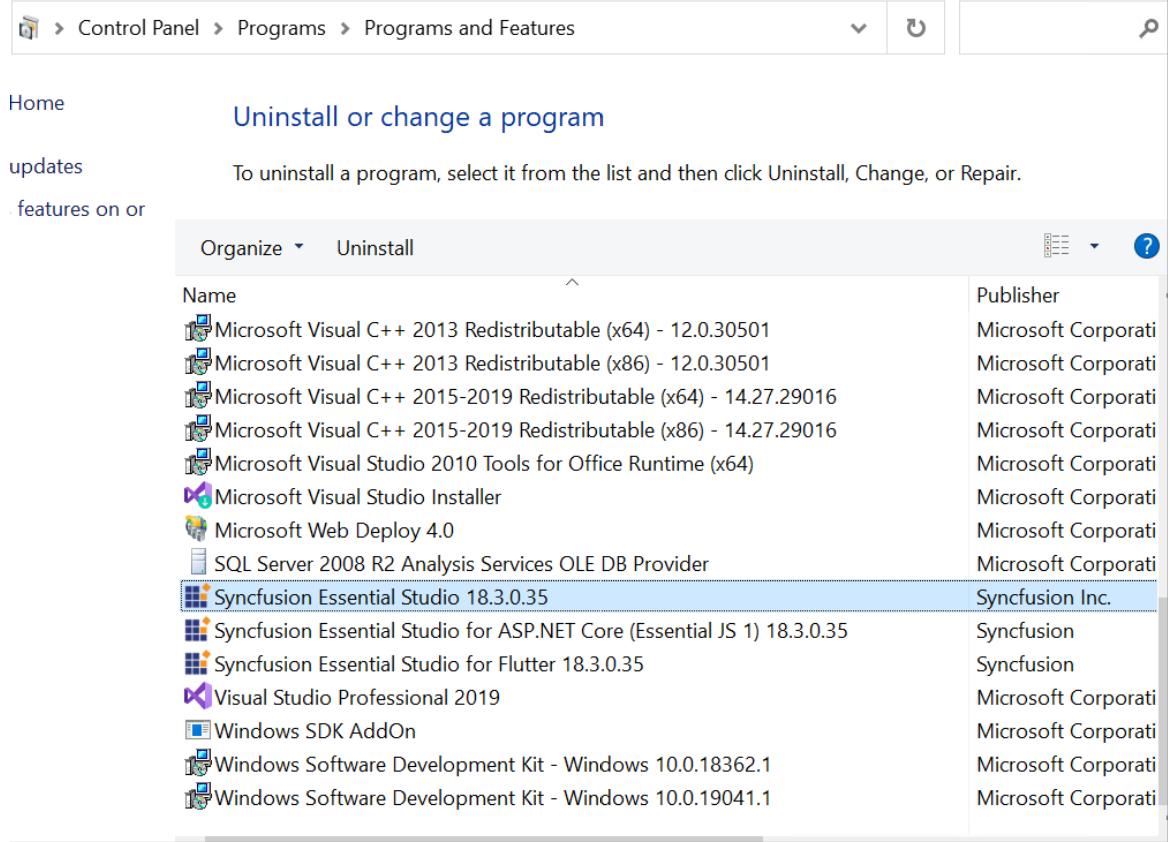 Control Panel > Programs > Programs and Features
Home
Uninstall or change a program
updates
To uninstall a program, select it from the list and then click Uninstall, Change, or Repair.
features on or
Organize Uninstall ?
Name Publisher
Microsoft Visual C++ 2013 Redistributable (x64) - 12.0.30501 Microsoft Corporati
Microsoft Visual C++ 2013 Redistributable (x86) - 12.0.30501 Microsoft Corporati
Microsoft Visual C++ 2015-2019 Redistributable (x64) - 14.27.29016 Microsoft Corporati
Microsoft Visual C++ 2015-2019 Redistributable (x86) - 14.27.29016 Microsoft Corporati
Microsoft Visual Studio 2010 Tools for Office Runtime (x64) Microsoft Corporati
Microsoft Visual Studio Installer Microsoft Corporati
Microsoft Web Deploy 4.0 Microsoft Corporati
SQL Server 2008 R2 Analysis Services OLE DB Provider Microsoft Corporati
Syncfusion Essential Studio 18.3.0.35 Syncfusion Inc.
Syncfusion Essential Studio for ASP.NET Core (Essential JS 1) 18.3.0.35 Syncfusion
Syncfusion Essential Studio for Flutter 18.3.0.35 Syncfusion
Visual Studio Professional 2019 Microsoft Corporati
Windows SDK AddOn Microsoft Corporati
Windows Software Development Kit - Windows 10.0.18362.1 Microsoft Corporati
Windows Software Development Kit - Windows 10.0.19041.1 Microsoft Corporati